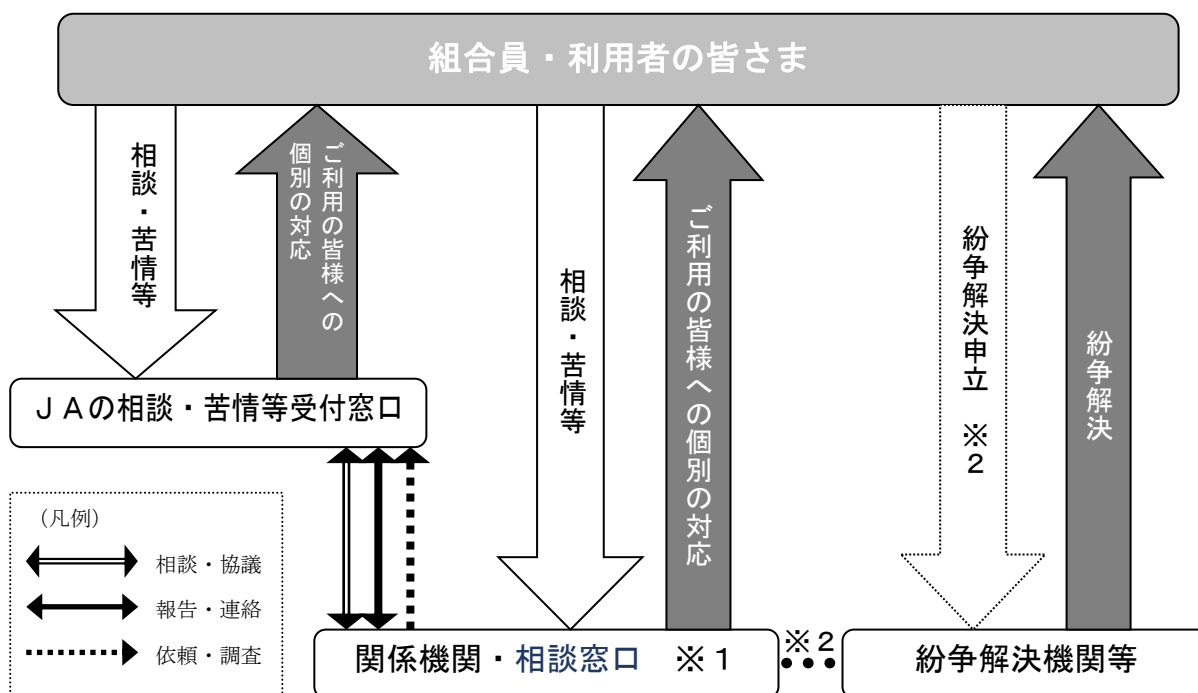 組合員・利用者の皆さま
相談・苦情等
ご利用の皆様への
個別の対応
相談・苦情等
ご利用の皆様への個別の対応
紛争解決申立 ※2
紛争解決
JAの相談・苦情等受付窓口
(凡例)
相談・協議
報告・連絡
依頼・調査
関係機関・相談窓口 ※1
※2
紛争解決機関等